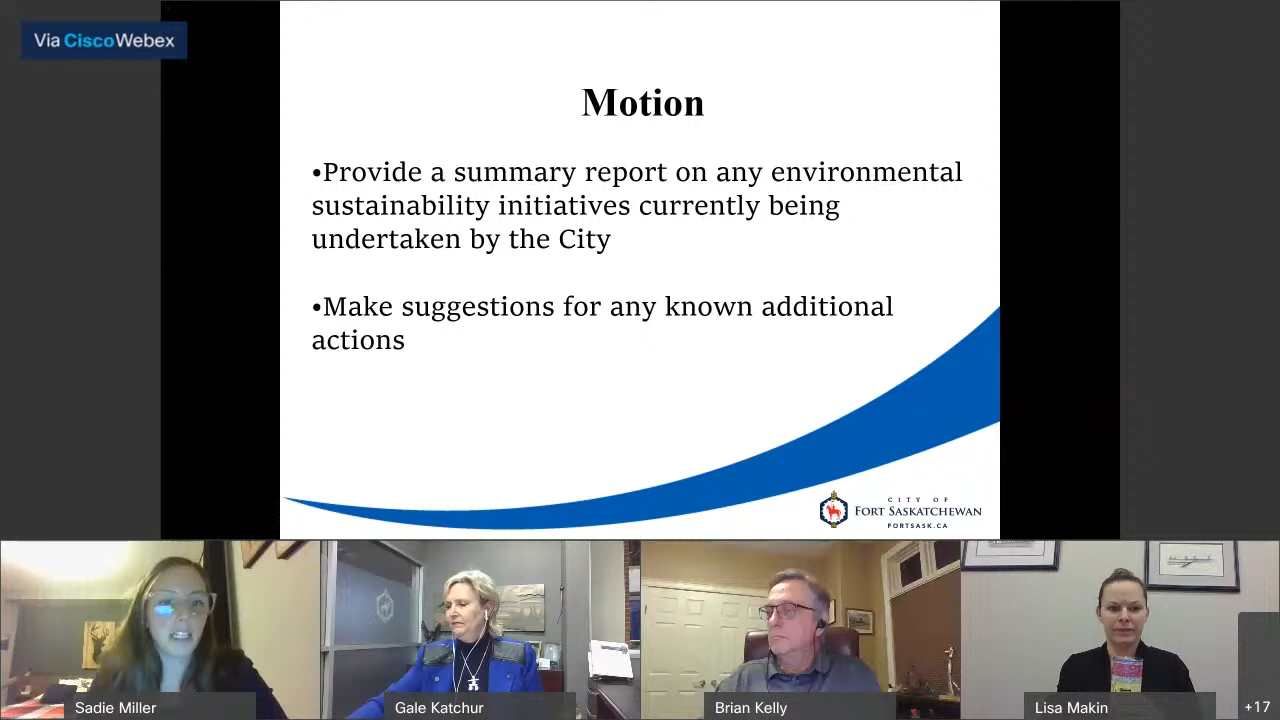 Via CiscoWebex
Motion
•Provide a summary report on any environmental
sustainability initiatives currently being
undertaken by the City
•Make suggestions for any known additional
actions
CITY OF
FORT SASKATCHEWAN
FORTSASK.CA
Sadie Miller
Gale Katchur
Brian Kelly
Lisa Makin
+17